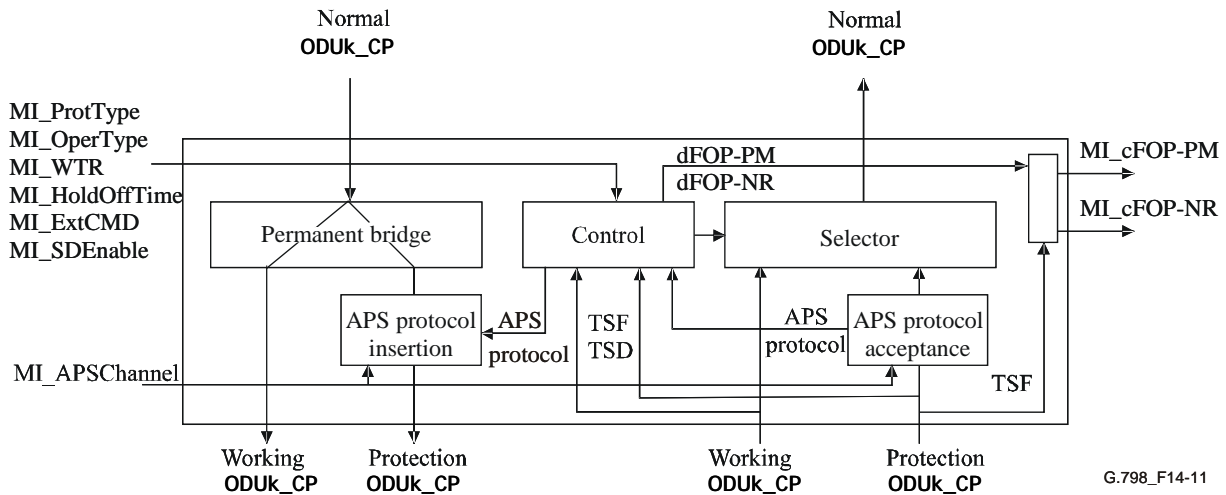 Normal
ODUk_CP
Normal
ODUk_CP
MI_ProtType
MI_OperType
MI_WTR
MI_HoldOffTime
MI_ExtCMD
MI_SDEnable
dFOP-PM
dFOP-NR
MI_cFOP-PM
MI_cFOP-NR
Permanent bridge
Control
Selector
APS protocol
insertion
APS
protocol
TSF
TSD
APS
protocol
APS protocol
acceptance
MI_APSChannel
TSF
Working
ODUk_CP
Protection
ODUk_CP
Working
ODUk_CP
Protection
ODUk_CP
G.798_F14-11